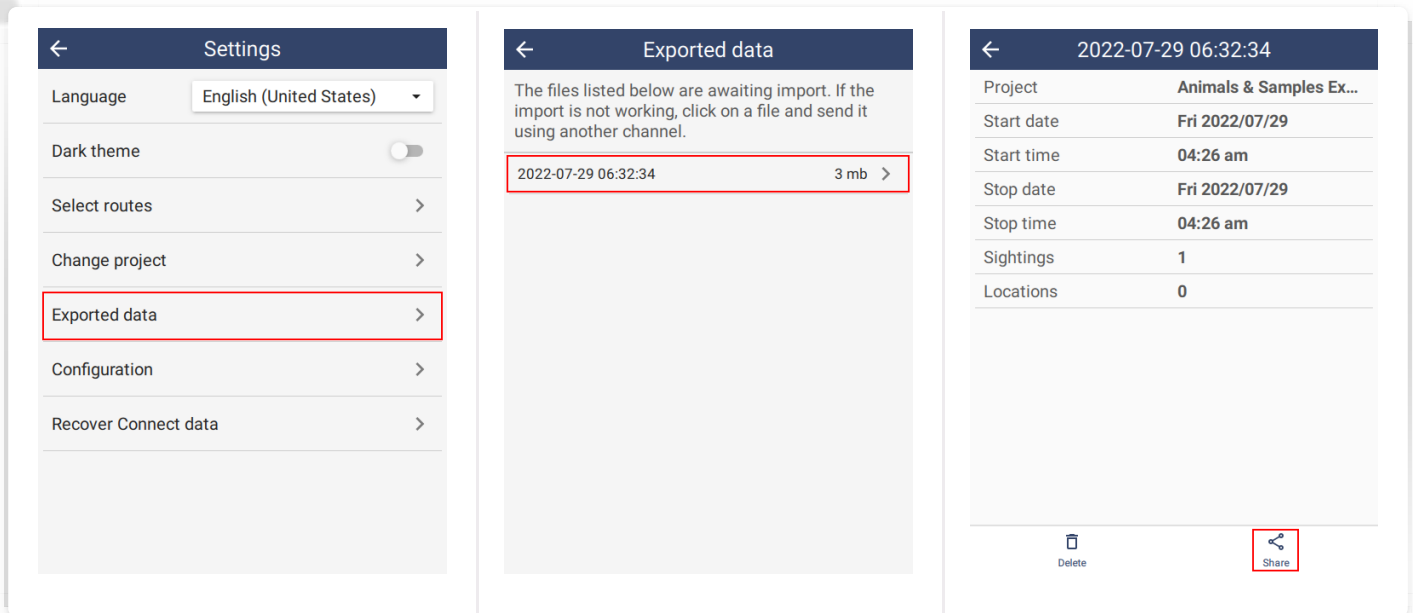 Settings
Language English (United States)
Dark theme
Select routes
Change project
Exported data
Configuration
Recover Connect data
Exported data
The files listed below are awaiting import. If the
import is not working, click on a file and send it
using another channel.
2022-07-29 06:32:34 3 mb
2022-07-29 06:32:34
Project Animals & Samples Ex...
Start date Fri 2022/07/29
Start time 04:26 am
Stop date Fri 2022/07/29
Stop time 04:26 am
Sightings 1
Locations 0
Delete Share